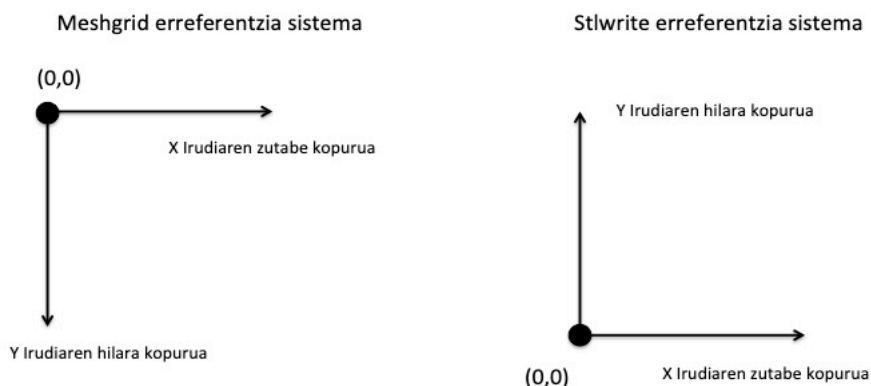 Meshgrid erreferentzia sistema
(0,0)
X Irudiaren zutabe kopurua
Y Irudiaren hilara kopurua
Stlwrite erreferentzia sistema
Y Irudiaren hilara kopurua
(0,0)
X Irudiaren zutabe kopurua